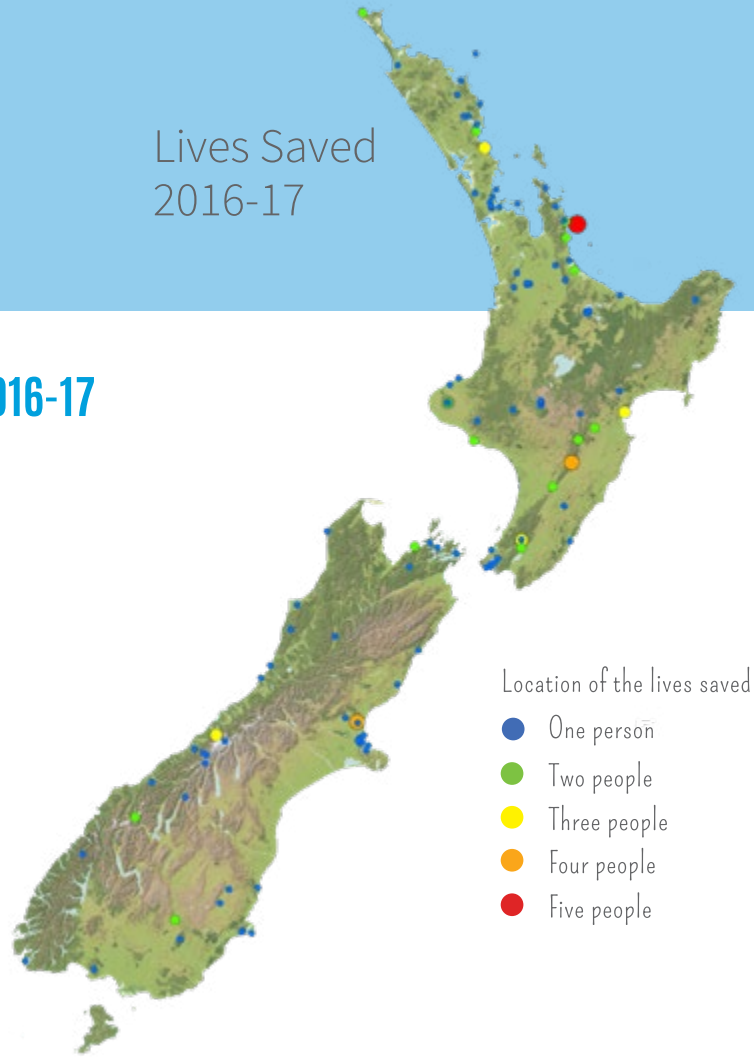 Lives Saved
2016-17
016-17
Location of the lives saved
One person
Two people
Three people
Four people
Five people